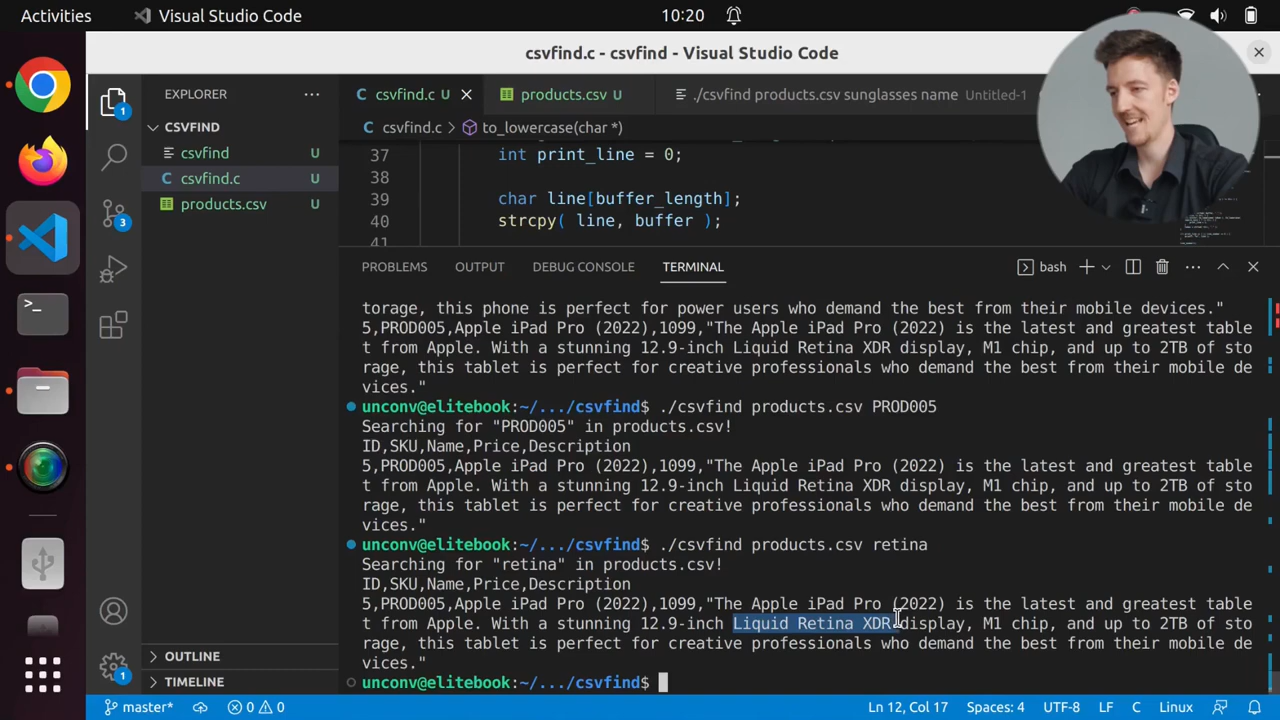 Activities
Visual Studio Code
10:20
csvfind.c - csvfind - Visual Studio Code
1
EXPLORER
csvfind.c U
products.csv U
./csvfind products.csv sunglasses name Untitled-1
CSVFIND
csvfind.c > to_lowercase(char *)
csvfind U
csvfind.c U
products.csv U
3
37 int print_line = 0;
38
39 char line[buffer_length];
40 strcpy( line, buffer );
41
PROBLEMS OUTPUT DEBUG CONSOLE TERMINAL
bash
torage, this phone is perfect for power users who demand the best from their mobile devices."
5,PROD005,Apple iPad Pro (2022),1099,"The Apple iPad Pro (2022) is the latest and greatest table
t from Apple. With a stunning 12.9-inch Liquid Retina XDR display, M1 chip, and up to 2TB of sto
rage, this tablet is perfect for creative professionals who demand the best from their mobile de
vices."
unconv@elitebook:~/.../csvfind$ ./csvfind products.csv PROD005
Searching for "PROD005" in products.csv!
ID,SKU,Name,Price,Description
5,PROD005,Apple iPad Pro (2022),1099,"The Apple iPad Pro (2022) is the latest and greatest table
t from Apple. With a stunning 12.9-inch Liquid Retina XDR display, M1 chip, and up to 2TB of sto
rage, this tablet is perfect for creative professionals who demand the best from their mobile de
vices."
unconv@elitebook:~/.../csvfind$ ./csvfind products.csv retina
Searching for "retina" in products.csv!
ID,SKU,Name,Price,Description
5,PROD005,Apple iPad Pro (2022),1099,"The Apple iPad Pro (2022) is the latest and greatest table
t from Apple. With a stunning 12.9-inch Liquid Retina XDR display, M1 chip, and up to 2TB of sto
rage, this tablet is perfect for creative professionals who demand the best from their mobile de
vices."
unconv@elitebook:~/.../csvfind$
OUTLINE
1
TIMELINE
master* 0 0 Ln 12, Col 17 Spaces: 4 UTF-8 LF C Linux